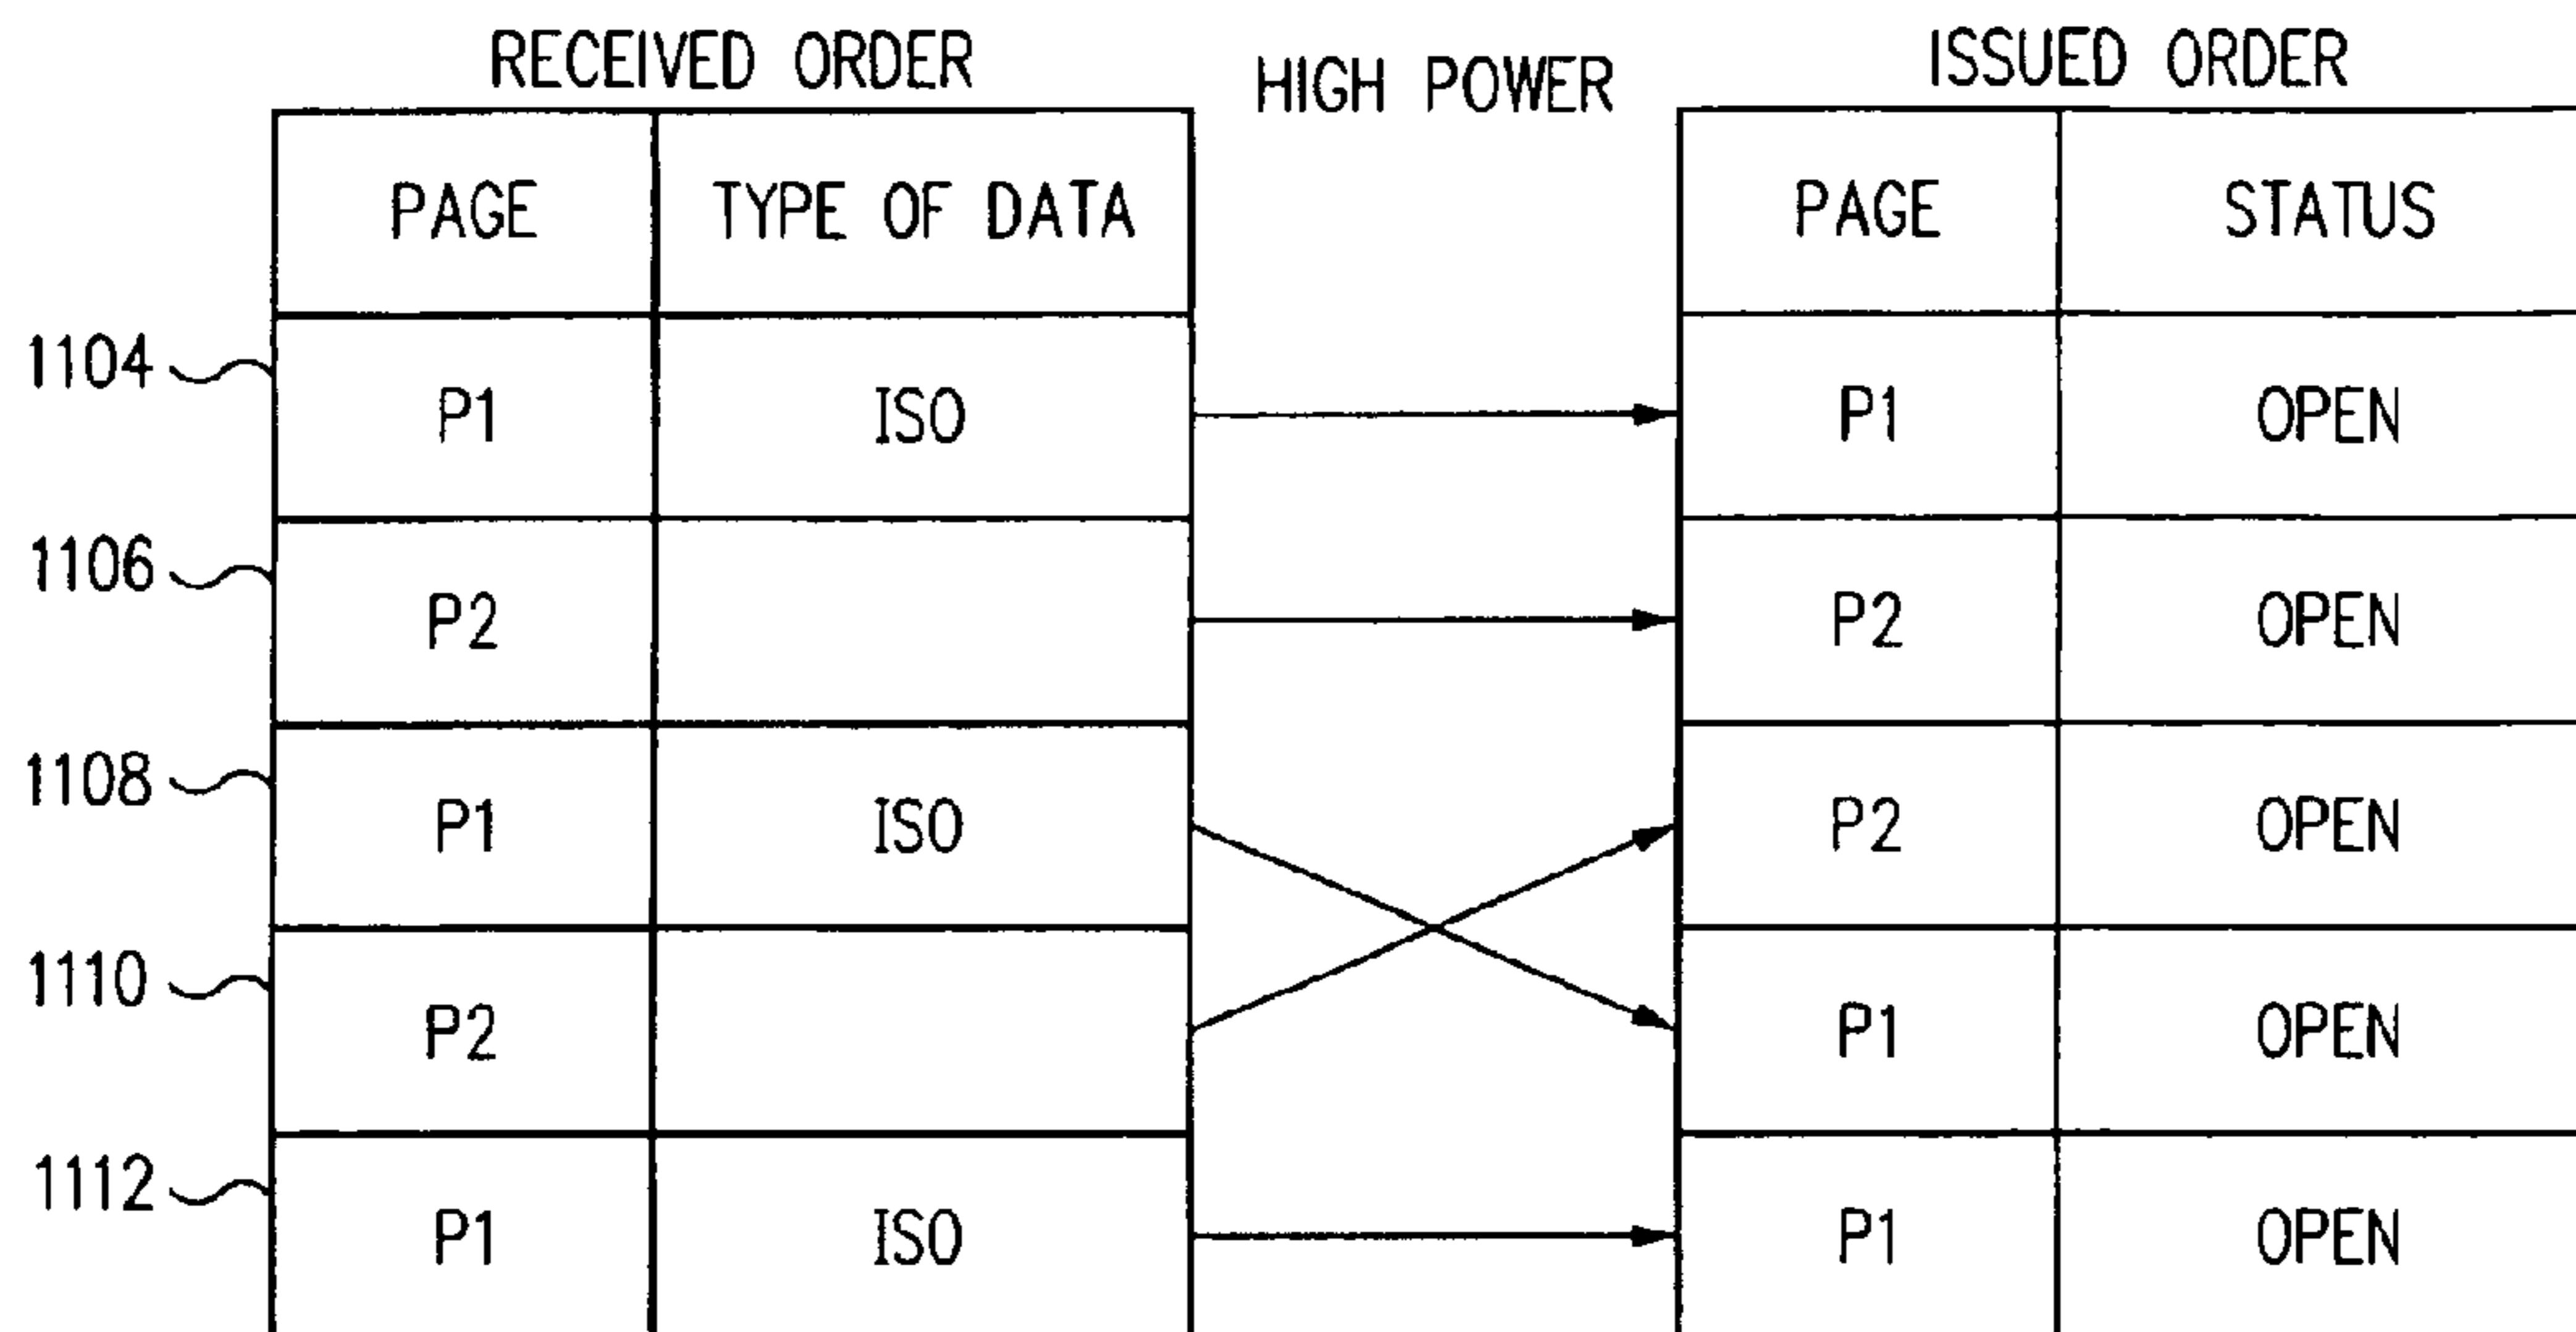 RECEIVED ORDER HIGH POWER ISSUED ORDER
PAGE TYPE OF DATA PAGE STATUS
1104 P1 ISO P1 OPEN
1106 P2 P2 OPEN
1108 P1 ISO P2 OPEN
1110 P2 P1 OPEN
1112 P1 ISO P1 OPEN